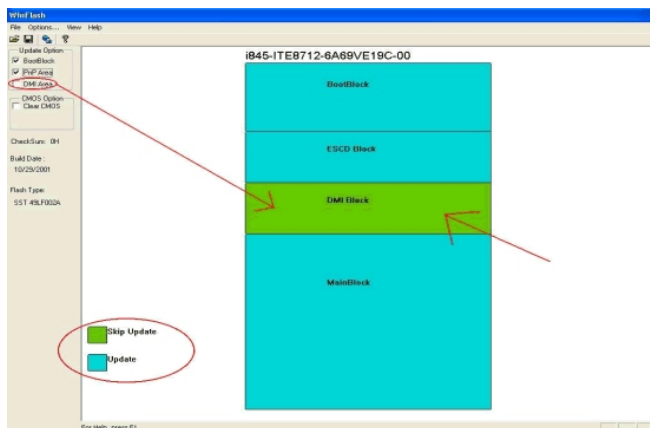 WinFlash
File Options... View Help
Update Option
BootBlock
PnP Area
DMI Area
CMOS Option
Clear CMOS
CheckSum: 0H
Build Date :
10/29/2001
Flash Type:
SST 49LF002A
i845-ITE8712-6A69VE19C-00
BootBlock
ESCD Block
DMI Block
MainBlock
Skip Update
Update
For Help, press F1